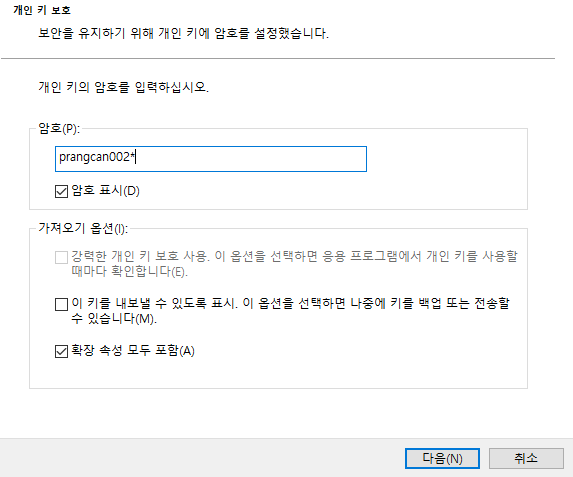 개인 키 보호
보안을 유지하기 위해 개인 키에 암호를 설정했습니다.
개인 키의 암호를 입력하십시오.
암호(P):
prangcan002*
암호 표시(D)
가져오기 옵션(I):
강력한 개인 키 보호 사용. 이 옵션을 선택하면 응용 프로그램에서 개인 키를 사용할
때마다 확인합니다(E).
이 키를 내보낼 수 있도록 표시. 이 옵션을 선택하면 나중에 키를 백업 또는 전송할
수 있습니다(M).
확장 속성 모두 포함(A)
다음(N)
취소